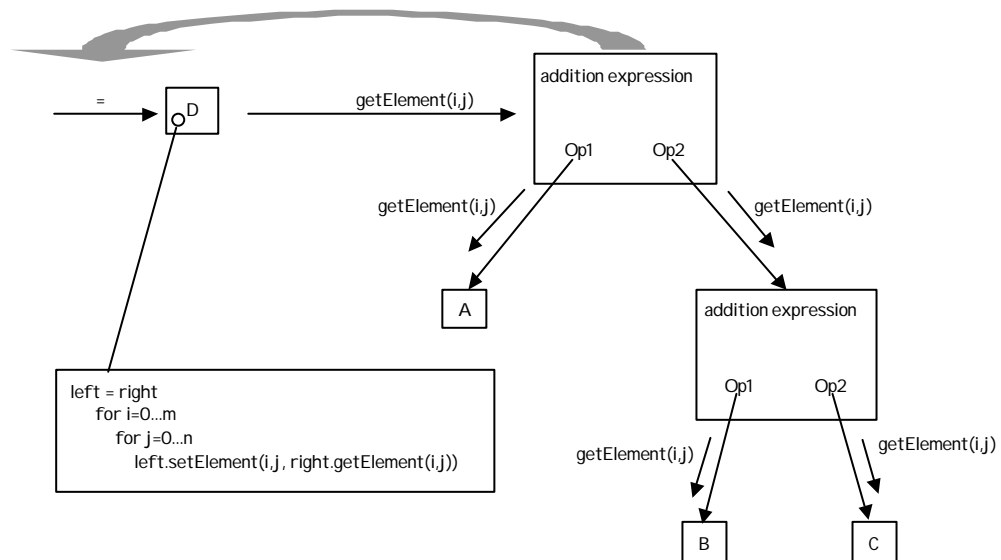 addition expression
=
D
getElement(i,j)
Op1
Op2
getElement(i,j)
getElement(i,j)
A
addition expression
left = right
for i=0...m
for j=0...n
left.setElement(i,j, right.getElement(i,j))
Op1
Op2
getElement(i,j)
getElement(i,j)
B
C